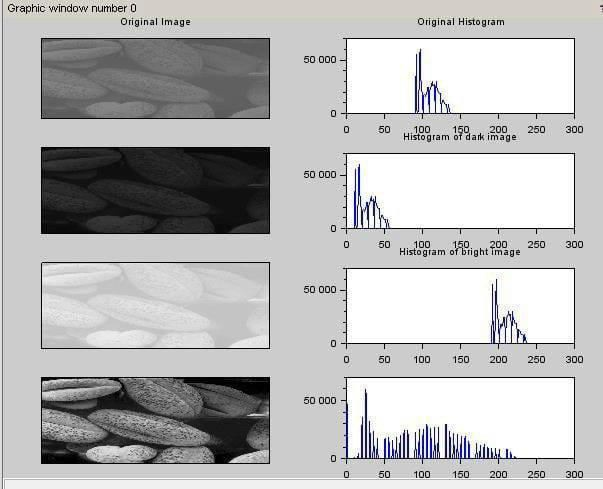 Graphic window number 0
Original Image
Original Histogram
50 000
0
0 50 100 150 200 250 300
Histogram of dark image
50 000
0
0 50 100 150 200 250 300
Histogram of bright image
50 000
0
0 50 100 150 200 250 300
50 000
0
0 50 100 150 200 250 300